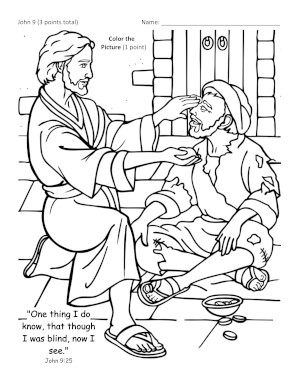 John 9 (3 points total) Name: ______________________
Color the
Picture (1 point)
"One thing I do
know, that though
I was blind, now I
see."
John 9:25